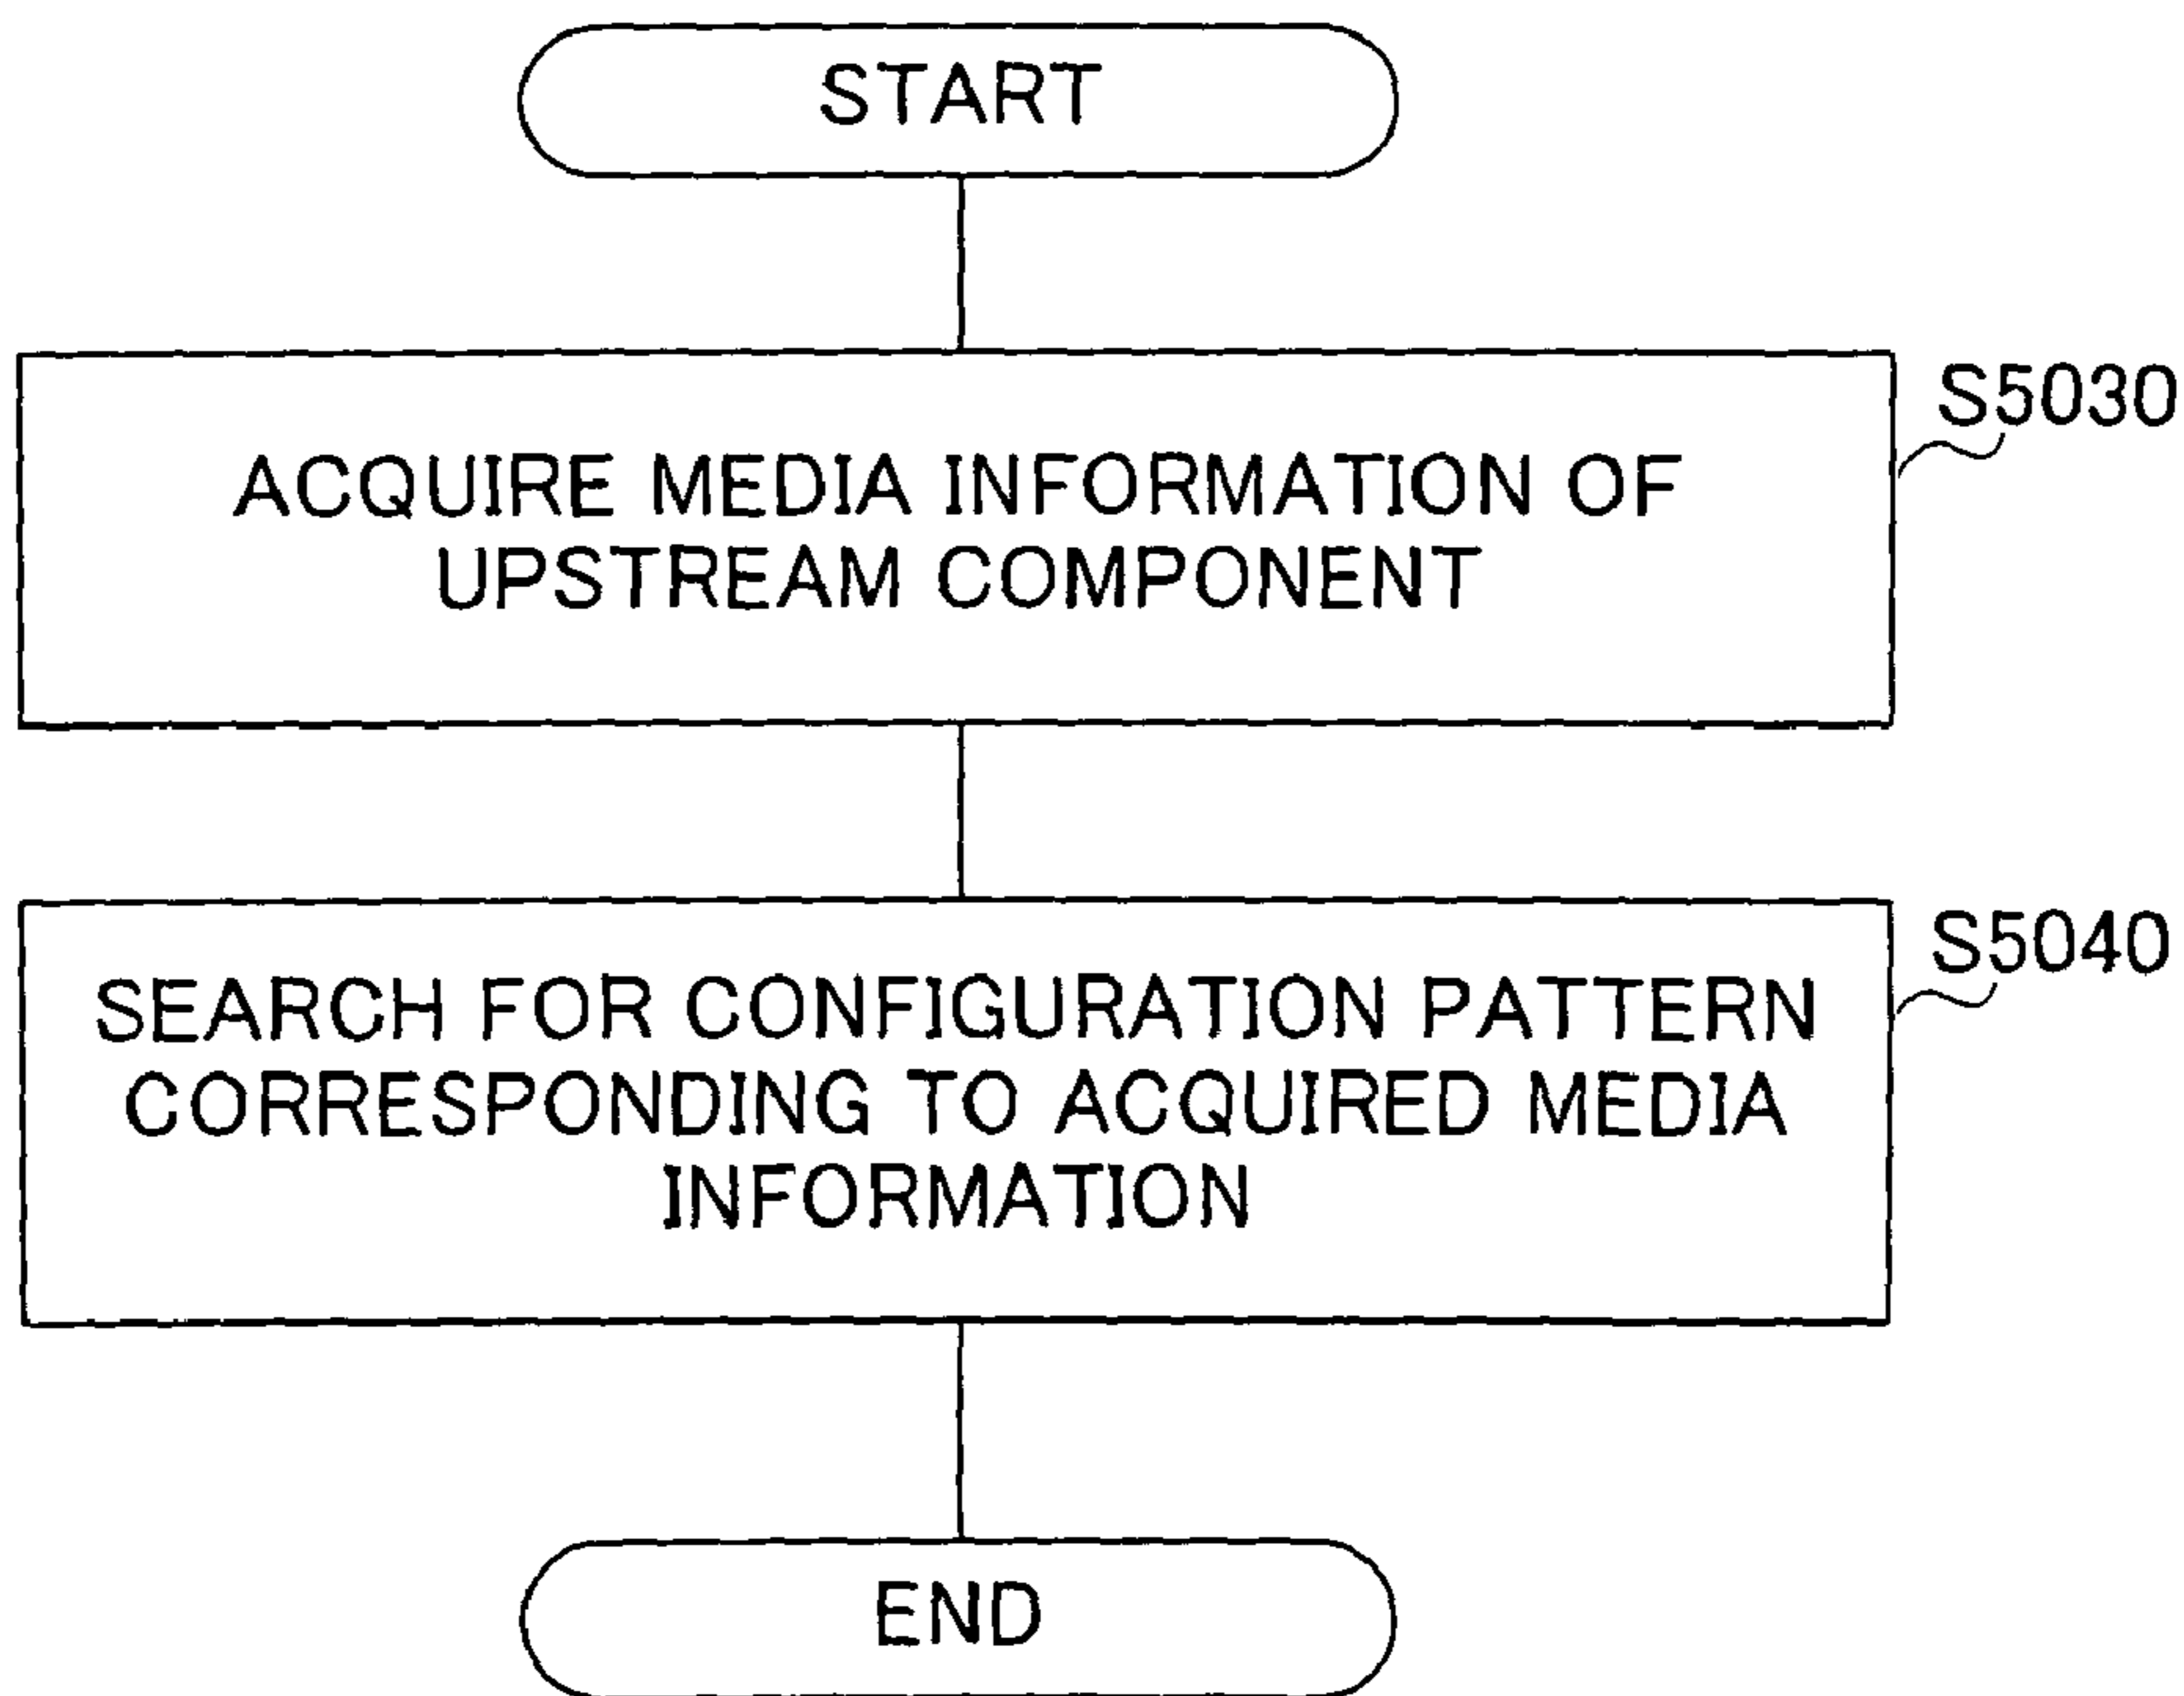 START
S5030
ACQUIRE MEDIA INFORMATION OF
UPSTREAM COMPONENT
S5040
SEARCH FOR CONFIGURATION PATTERN
CORRESPONDING TO ACQUIRED MEDIA
INFORMATION
END